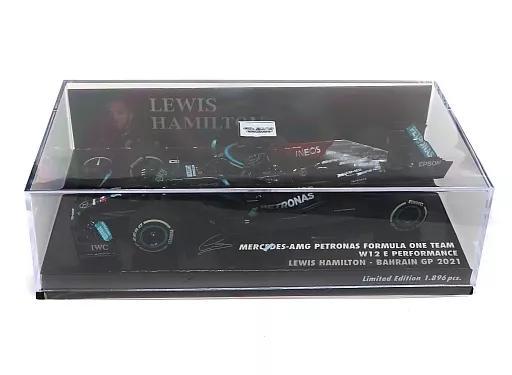 LEWIS
HAMILTON
INEOS
PETRONAS
EPSON
PETRONAS
IWC
MERCEDES-AMG PETRONAS FORMULA ONE TEAM
W12 E PERFORMANCE
LEWIS HAMILTON - BAHRAIN GP 2021
Limited Edition 1.896 pcs.